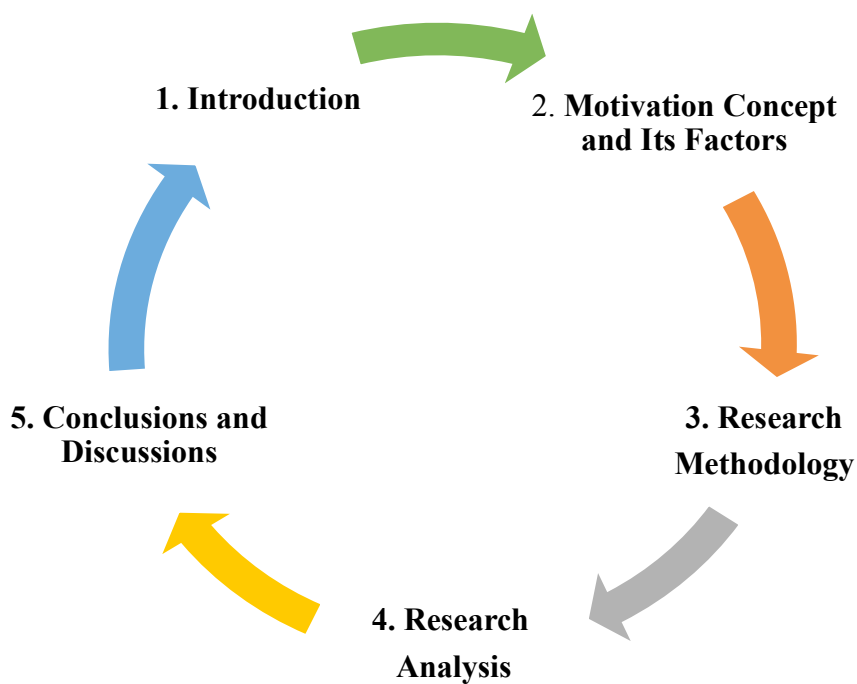 1. Introduction
2. Motivation Concept
and Its Factors
3. Research
Methodology
4. Research
Analysis
5. Conclusions and
Discussions